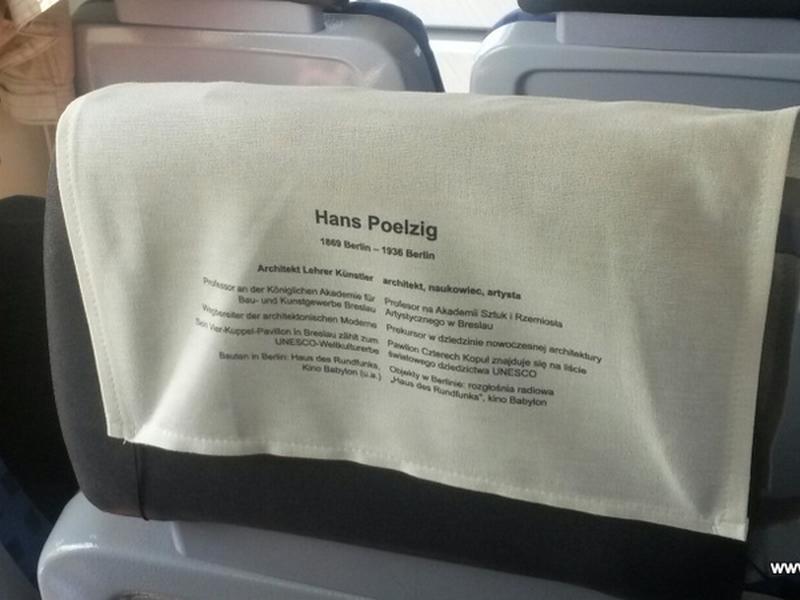 Hans Poelzig
1869 Berlin – 1936 Berlin
Architekt Lehrer Künstler
Professor an der Königlichen Akademie für
Bau- und Kunstgewerbe Breslau
Wegbereiter der architektonischen Moderne
Sein Vier-Kuppel-Pavillon in Breslau zählt zum
UNESCO-Weltkulturerbe
Bauten in Berlin: Haus des Rundfunks,
Kino Babylon (u.a.)
architekt, naukowiec, artysta
Profesor na Akademii Sztuk i Rzemiosła
Artystycznego w Breslau
Prekursor w dziedzinie nowoczesnej architektury
Pawilon Czterech Kopuł znajduje się na liście
światowego dziedzictwa UNESCO
Objekty w Berlinie: rozgłośnia radiowa
„Haus des Rundfunks", kino Babylon
www